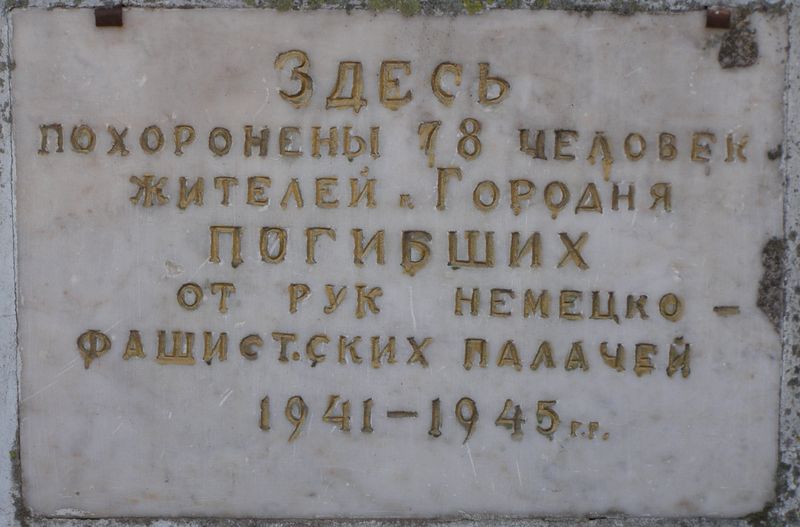 Здесь
похоронены 78 человек
жителей г. Городня
погибших
от рук немецко –
фашист.ских палачей
1941–1945 г.г.